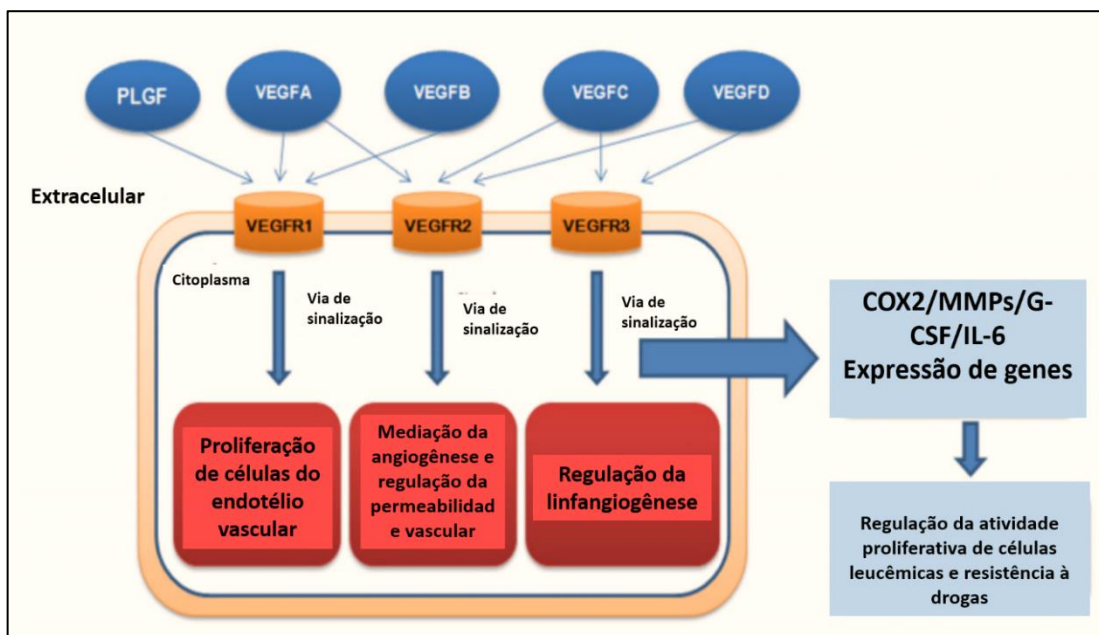 PLGF
VEGFA
VEGFB
VEGFC
VEGFD
Extracelular
VEGFR1
VEGFR2
VEGFR3
Citoplasma
Via de
sinalização
Via de
sinalização
Via de
sinalização
COX2/MMPs/G-
CSF/IL-6
Expressão de genes
Proliferação
de células do
endotélio
vascular
Mediação da
angiogênese e
regulação da
permeabilidad
e vascular
Regulação da
linfangiogênese
Regulação da atividade
proliferativa de células
leucêmicas e resistência à
drogas